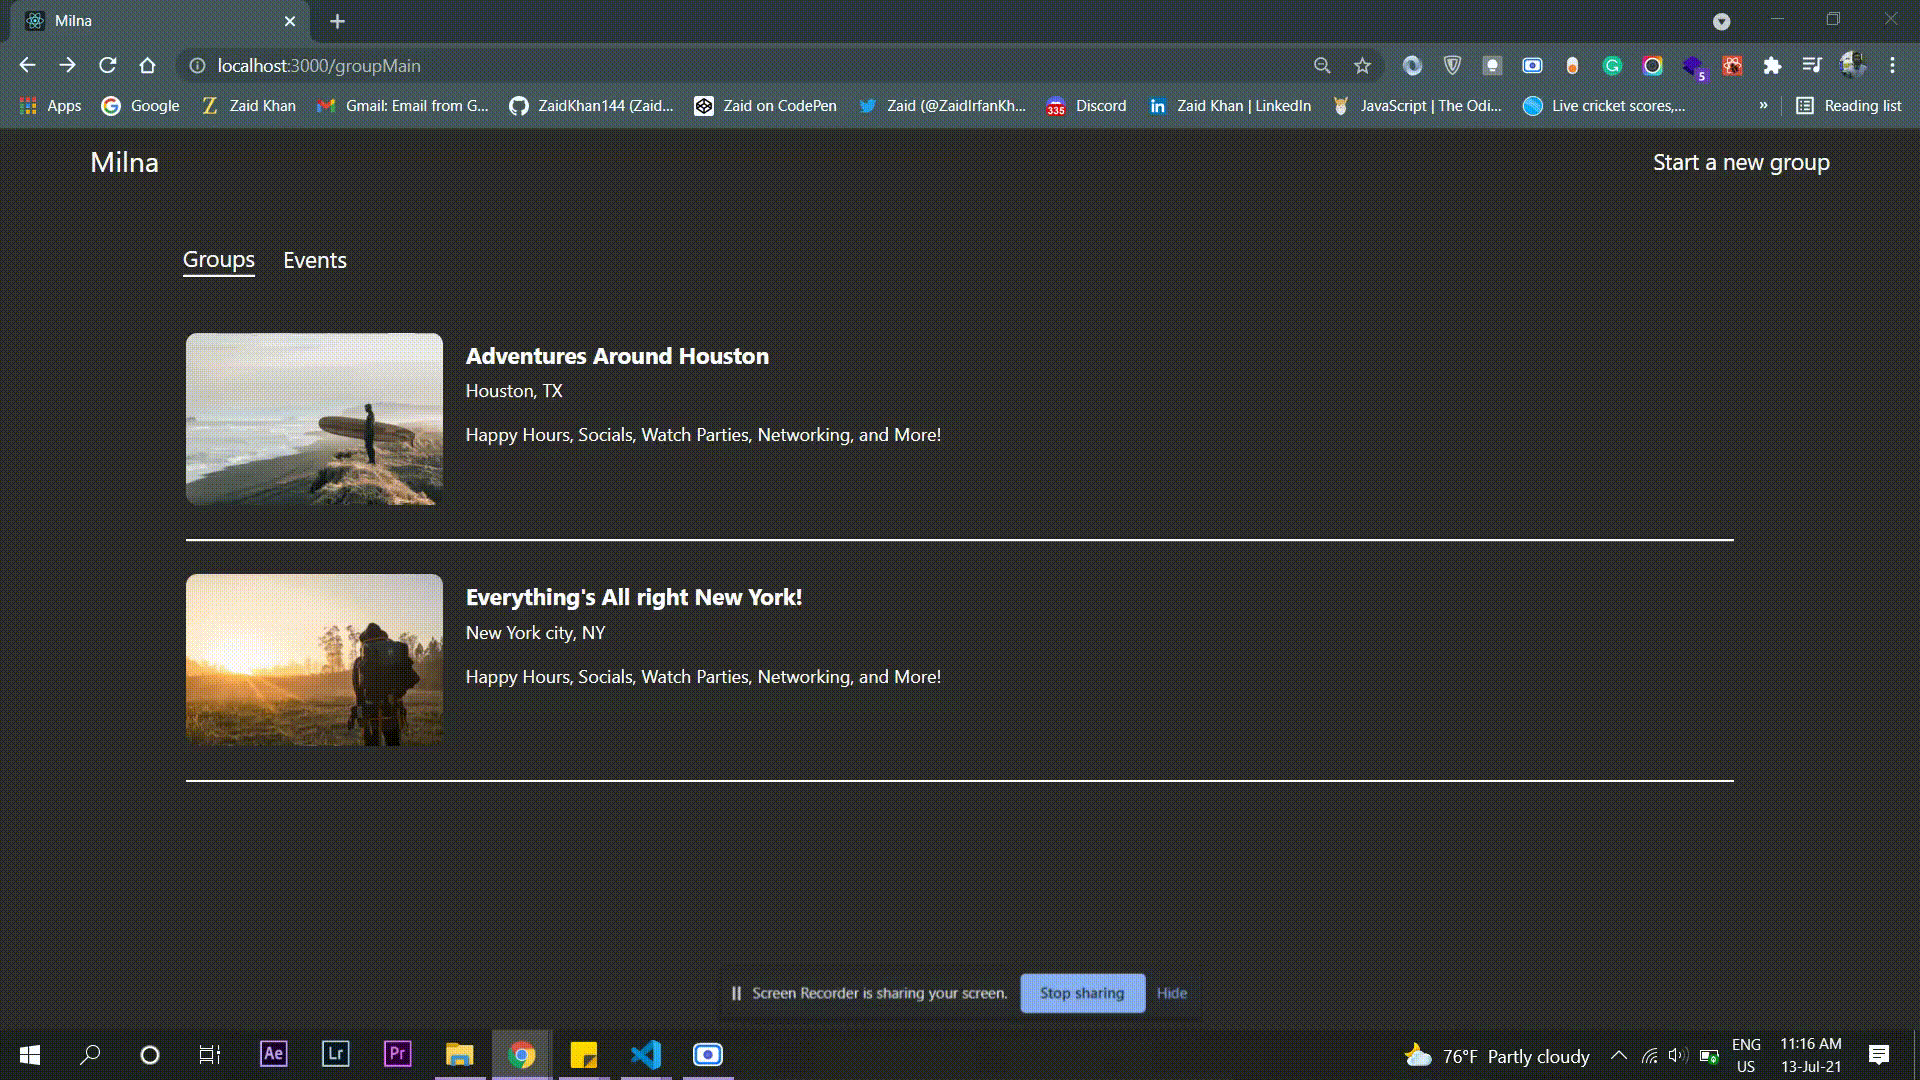 Milna
localhost:3000/groupMain
5
Apps
Google
Zaid Khan
Gmail: Email from G...
ZaidKhan144 (Zaid...
Zaid on CodePen
Zaid (@ZaidIrfanKh...
335
Discord
in
Zaid Khan | LinkedIn
JavaScript | The Odi...
Live cricket scores,...
»
Reading list
Milna
Start a new group
Groups
Events
Adventures Around Houston
Houston, TX
Happy Hours, Socials, Watch Parties, Networking, and More!
Everything's All right New York!
New York city, NY
Happy Hours, Socials, Watch Parties, Networking, and More!
Screen Recorder is sharing your screen.
Stop sharing
Hide
Ae
Lr
Pr
76°F Partly cloudy
ENG
US
11:16 AM
13-Jul-21